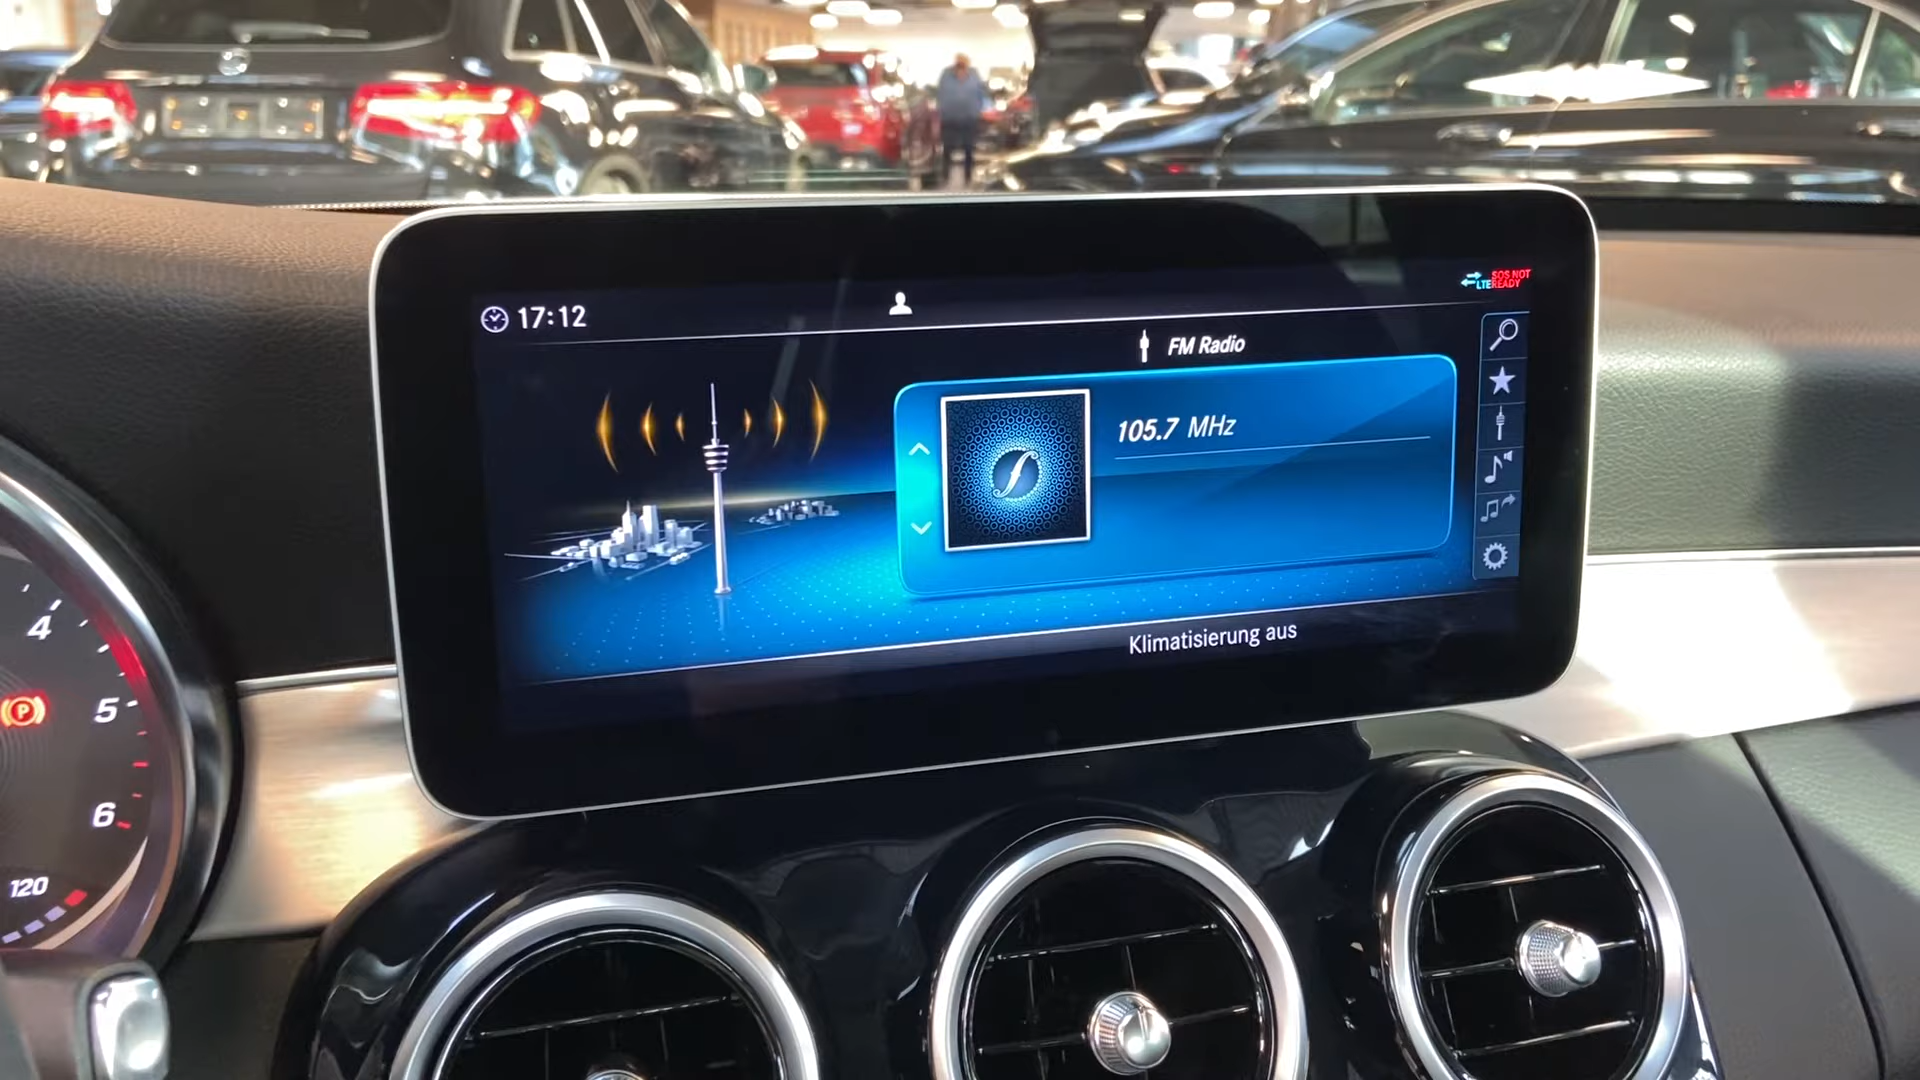 17:12
SOS NOT
LTE READY
FM Radio
105.7 MHz
Klimatisierung aus
4
5
P
6
120